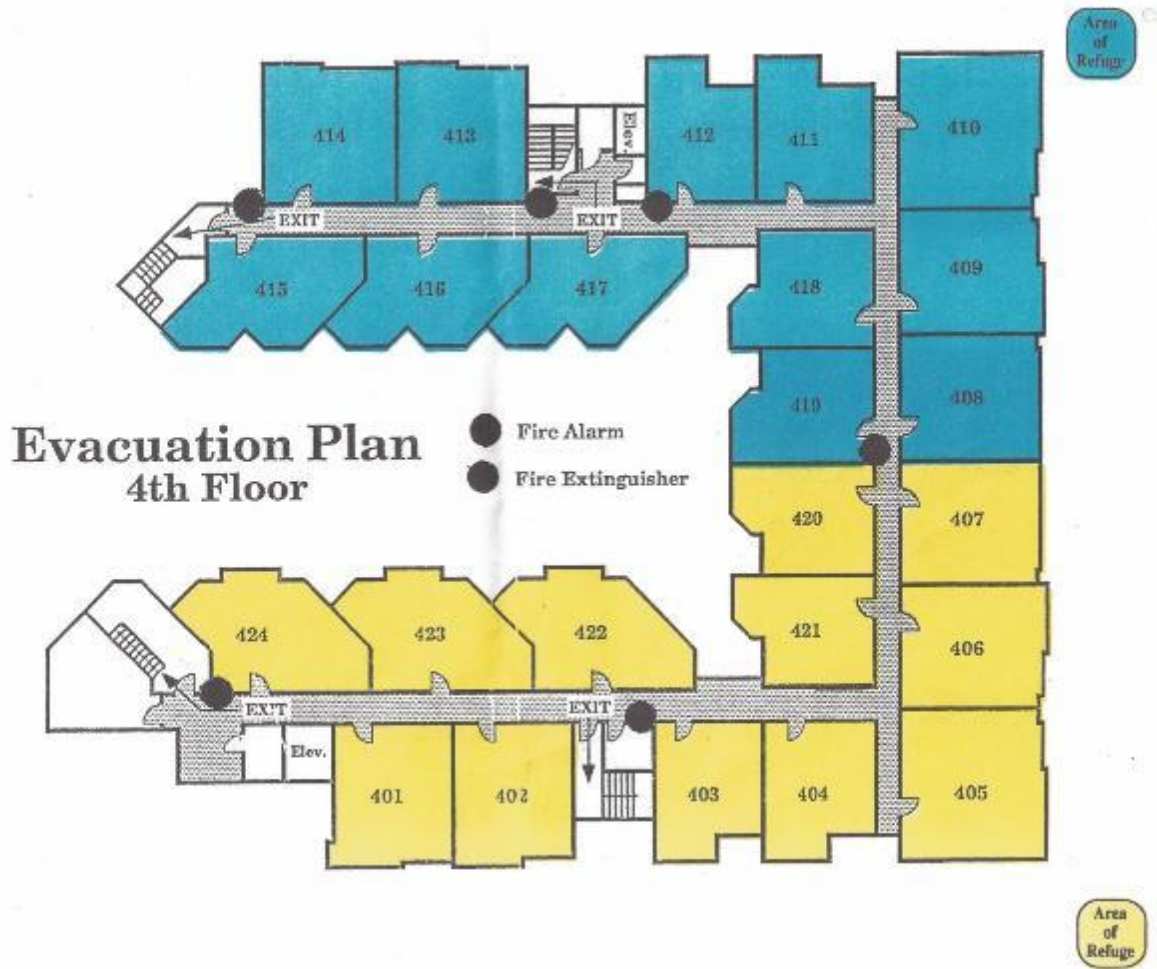 Area
of
Refuge
414
413
Elev.
412
411
410
EXIT
EXIT
415
416
417
418
409
419
408
Evacuation Plan
4th Floor
Fire Alarm
Fire Extinguisher
420
407
424
423
422
421
406
EXIT
EXIT
Elev.
401
402
403
404
405
Area
of
Refuge